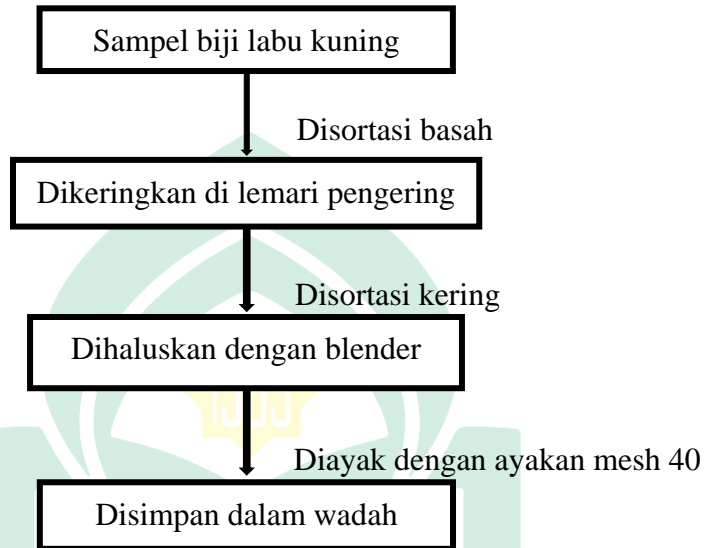 Sampel biji labu kuning
Disortasi basah
Dikeringkan di lemari pengering
Disortasi kering
Dihaluskan dengan blender
Diayak dengan ayakan mesh 40
Disimpan dalam wadah